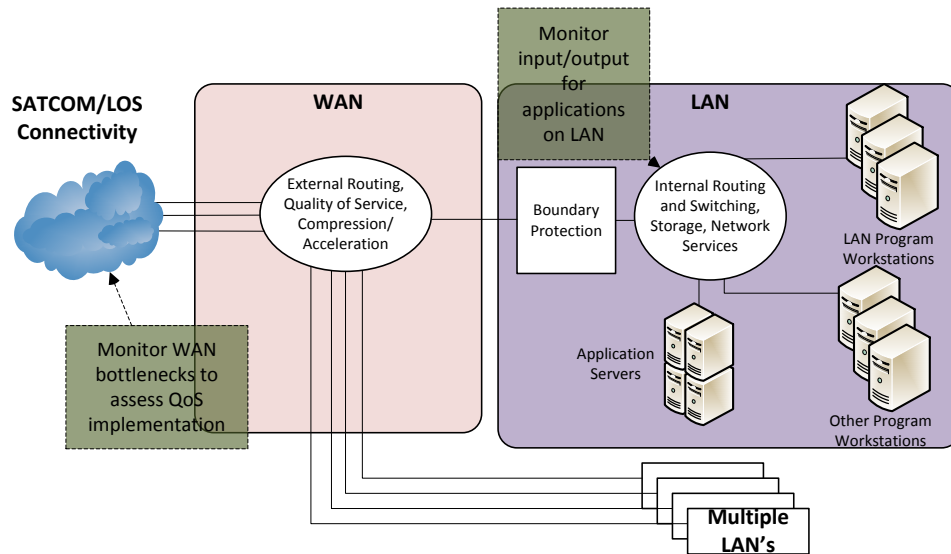 Monitor
input/output
for
applications
on LAN
SATCOM/LOS
Connectivity
WAN
LAN
External Routing,
Quality of Service,
Compression/
Acceleration
Boundary
Protection
Internal Routing
and Switching,
Storage, Network
Services
LAN Program
Workstations
Monitor WAN
bottlenecks to
assess QoS
implementation
Application
Servers
Other Program
Workstations
Multiple
LAN's